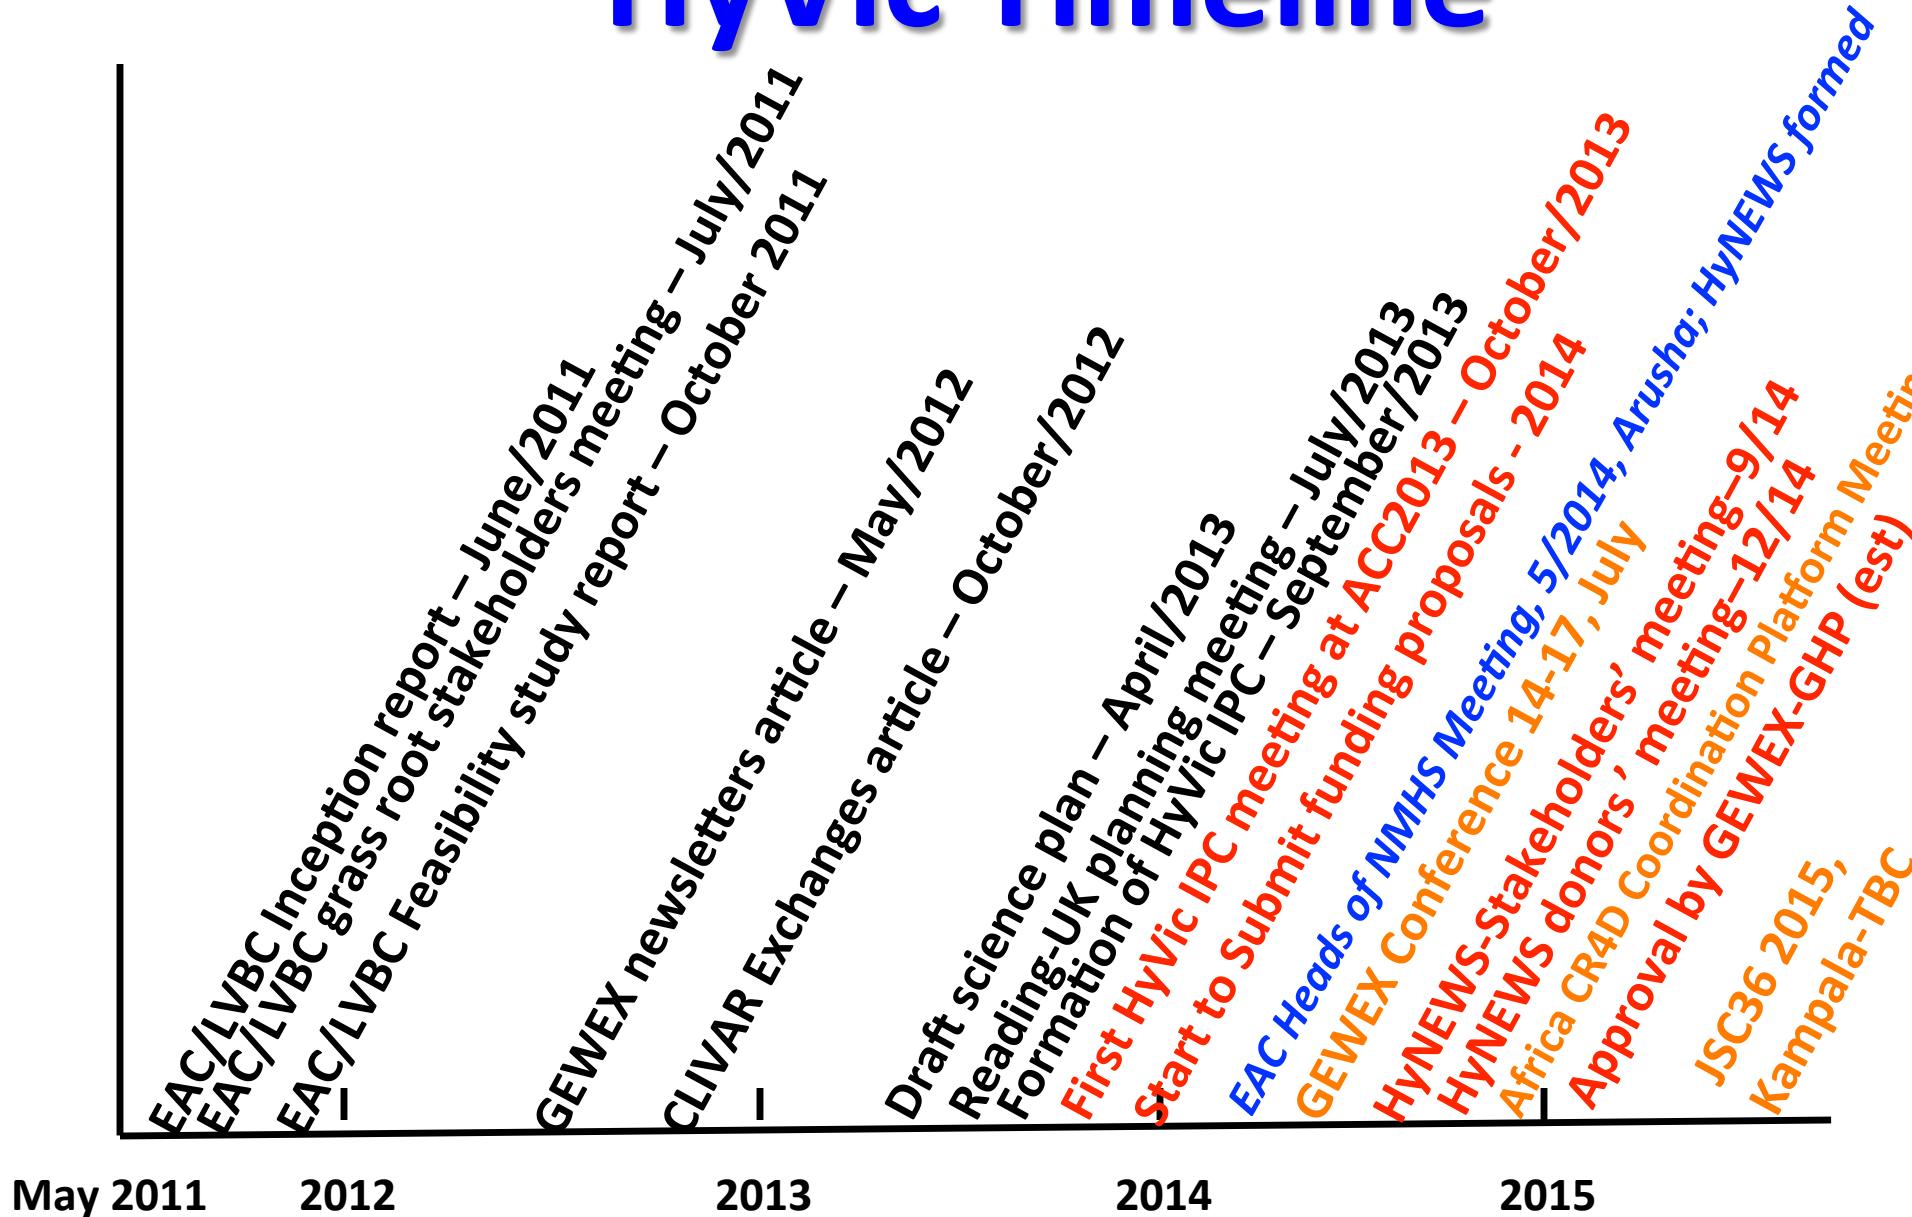 HyVic Timeline
EAC/LVBC Inception report – June/2011
EAC/LVBC grass root stakeholders meeting – July//2011
EAC/LVBC Feasibility study report – October 2011
GEWEX newsletters article – May//2012
CLIVAR Exchanges article – October/2012
Draft science plan – April//2013
Reading-UK planning meeting – July//2013
Formation of HyVic IPC – September/2013
First HyVic IPC meeting at ACC2013 – October/2013
Start to Submit funding proposals - 2014
EAC Heads of NMHS Meeting, 5/2014, Arusha; HyNEWS formed
GEWEX Conference 14-17, July
HyNEWS-Stakeholders’ meeting–9/14
HyNEWS donors’ meeting–12/14
Africa CR4D Coordination Platform Meetin
Approval by GEWEX-GHP (est)
JSC36 2015,
Kampala-TBC
May 2011 2012 2013 2014 2015